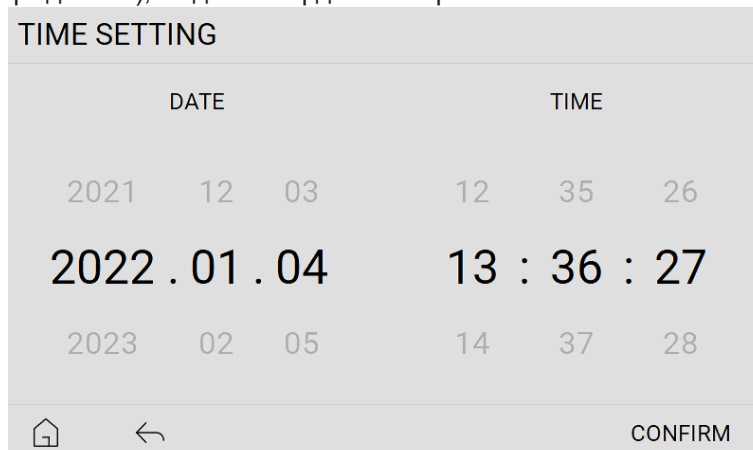 TIME SETTING
DATE TIME
2021 12 03 12 35 26
2022 . 01 . 04 13 : 36 : 27
2023 02 05 14 37 28
CONFIRM